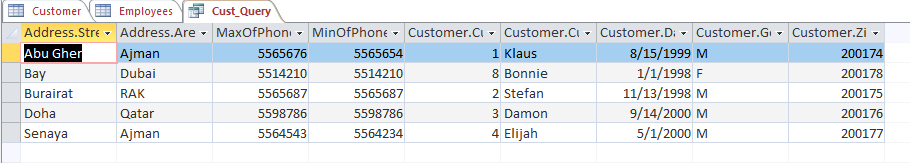 Customer Employees Cust_Query
Address.Stre Address.Are MaxOfPhone MinOfPhone Customer.Cu Customer.Cu Customer.Da Customer.Ge Customer.Zi
Abu Gher Ajman 5565676 5565654 1 Klaus 8/15/1999 M 200174
Bay Dubai 5514210 5514210 8 Bonnie 1/1/1998 F 200178
Burairat RAK 5565687 5565687 2 Stefan 11/13/1998 M 200175
Doha Qatar 5598786 5598786 3 Damon 9/14/2000 M 200176
Senaya Ajman 5564543 5564234 4 Elijah 5/1/2000 M 200177